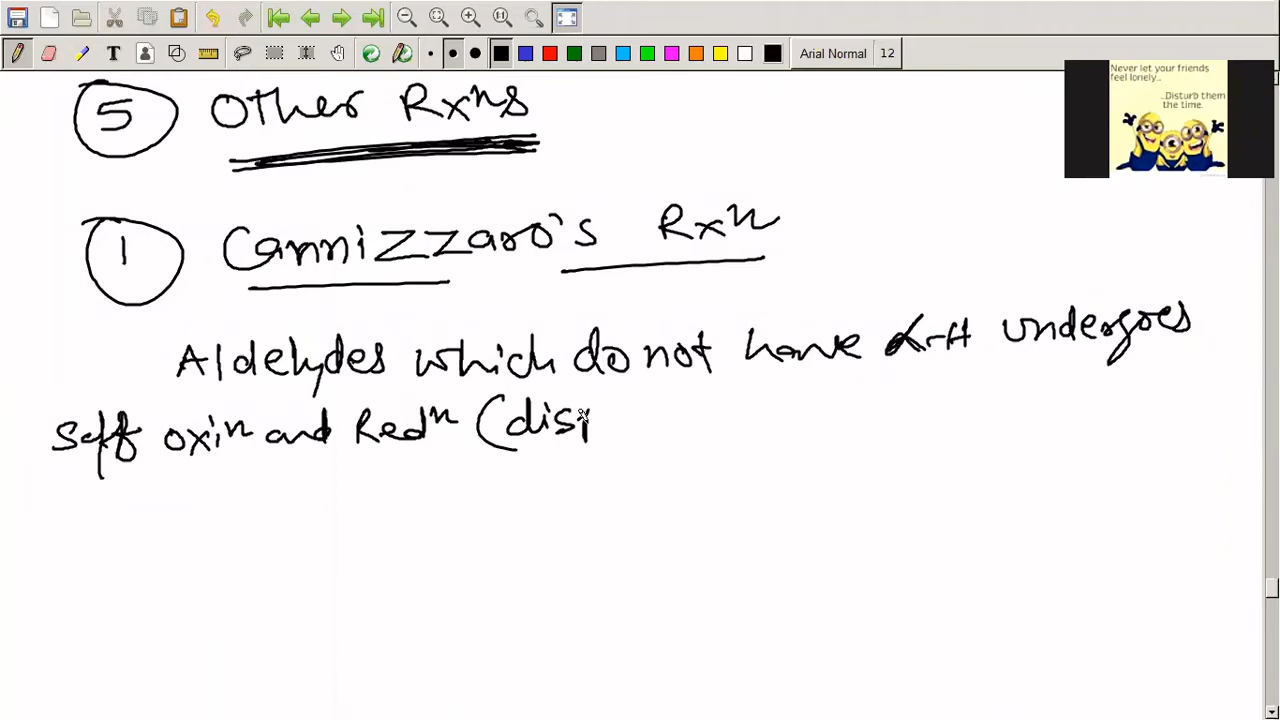 Arial Normal 12
Never let your friends
feel lonely...
...Disturb them
the time.
5 Other Rxⁿs
1 Cannizzaro's Rxⁿ
Aldehydes which do not have α-H undergoes
self oxiⁿ and Redⁿ (disp